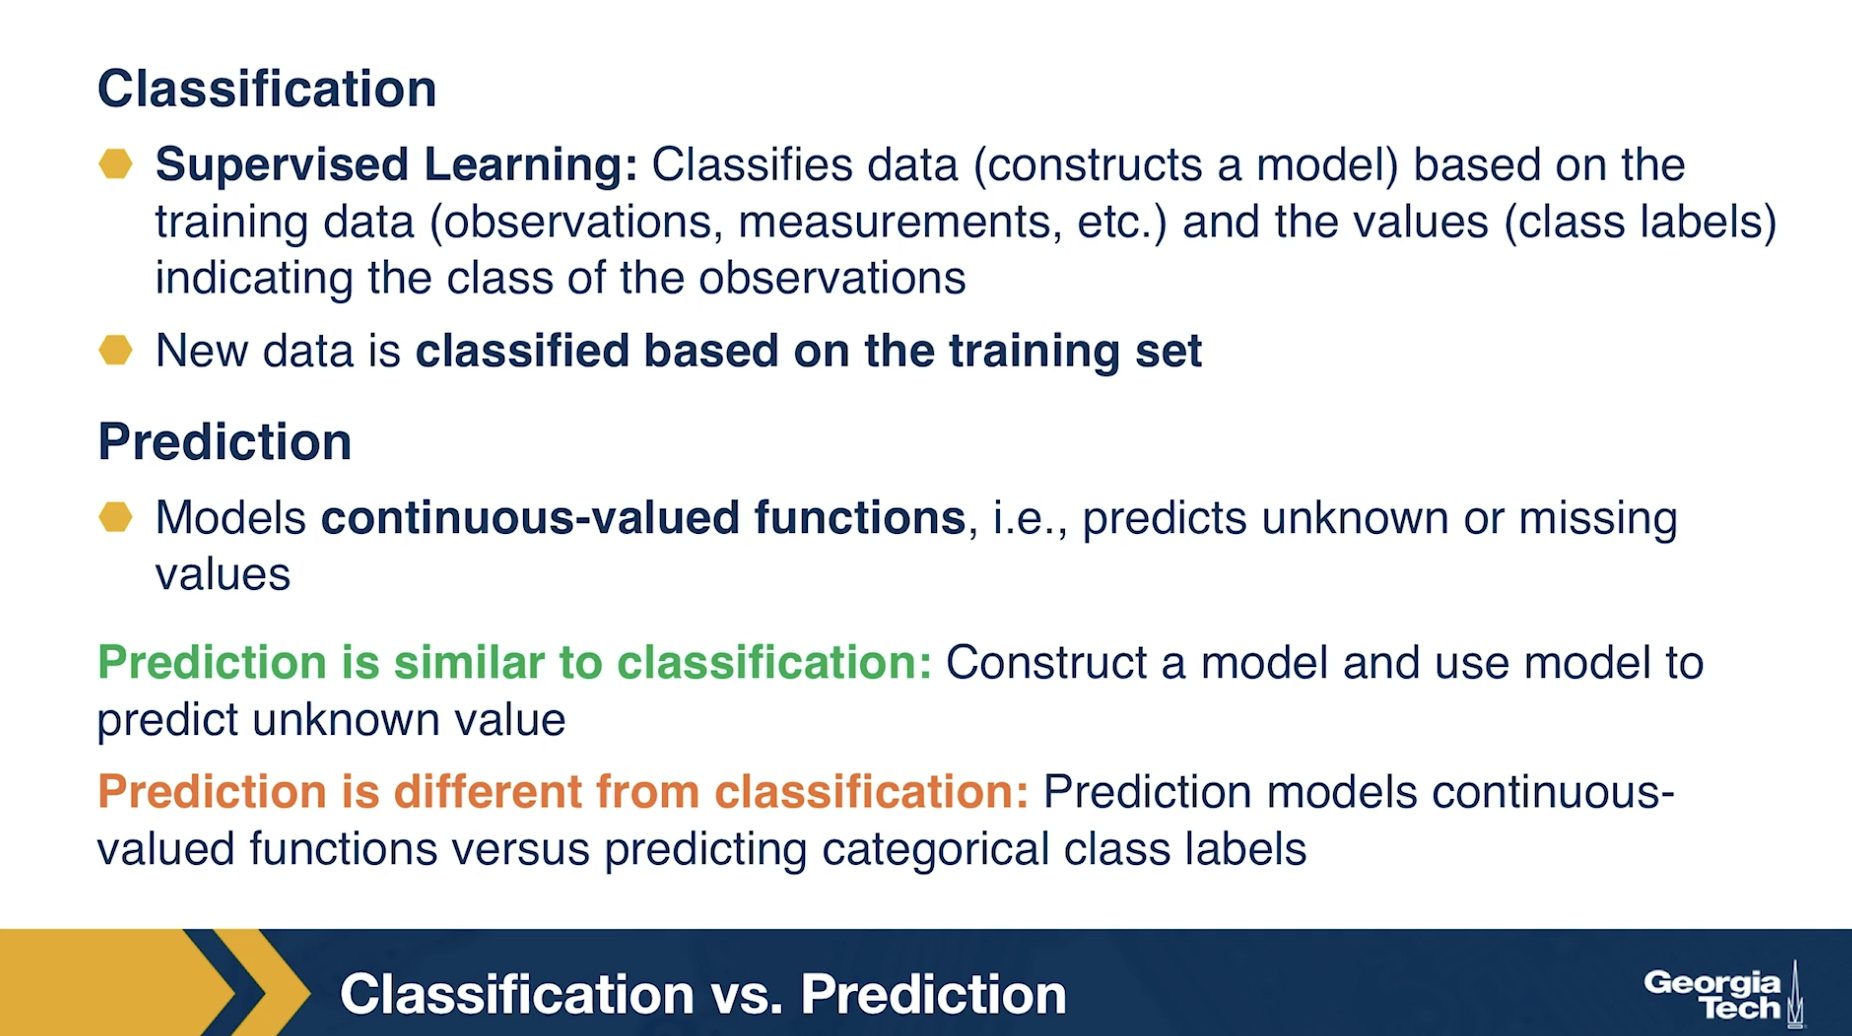 Classification
Supervised Learning: Classifies data (constructs a model) based on the
training data (observations, measurements, etc.) and the values (class labels)
indicating the class of the observations
New data is classified based on the training set
Prediction
Models continuous-valued functions, i.e., predicts unknown or missing
values
Prediction is similar to classification: Construct a model and use model to
predict unknown value
Prediction is different from classification: Prediction models continuous-
valued functions versus predicting categorical class labels
Classification vs. Prediction
Georgia
Tech